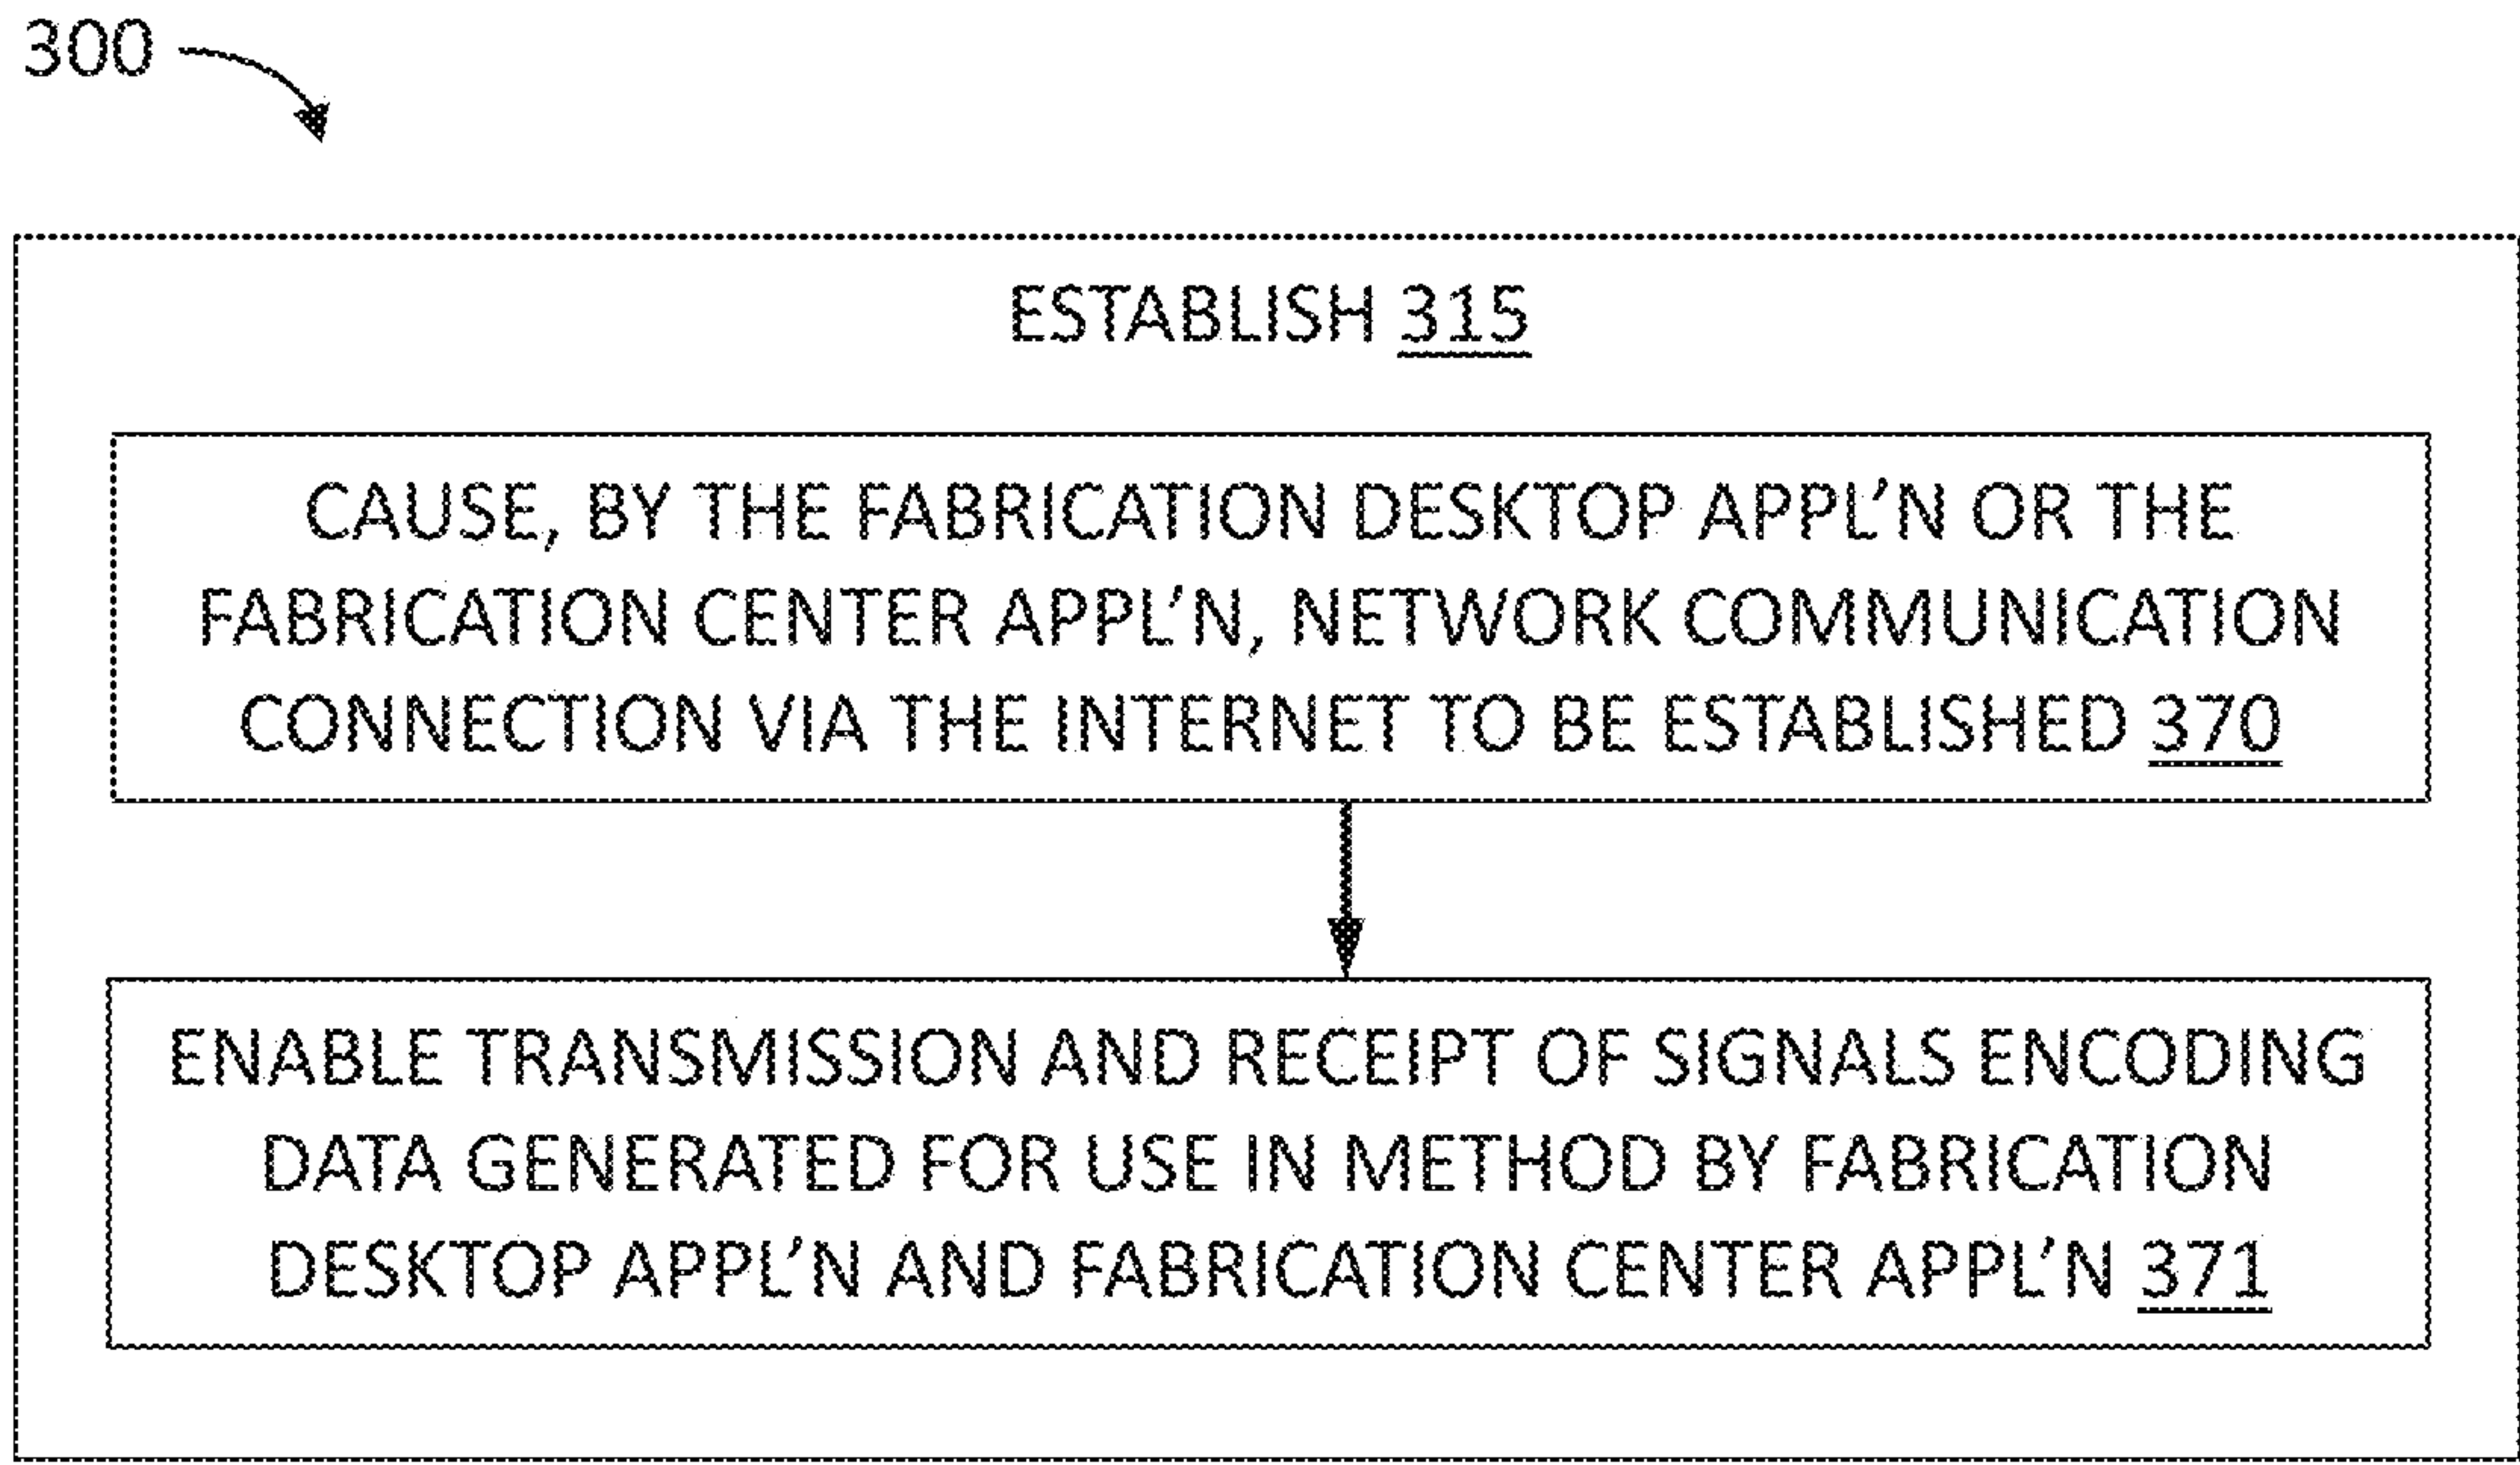 300
ESTABLISH 315
CAUSE, BY THE FABRICATION DESKTOP APPL’N OR THE
FABRICATION CENTER APPL’N, NETWORK COMMUNICATION
CONNECTION VIA THE INTERNET TO BE ESTABLISHED 370
ENABLE TRANSMISSION AND RECEIPT OF SIGNALS ENCODING
DATA GENERATED FOR USE IN METHOD BY FABRICATION
DESKTOP APPL’N AND FABRICATION CENTER APPL’N 371